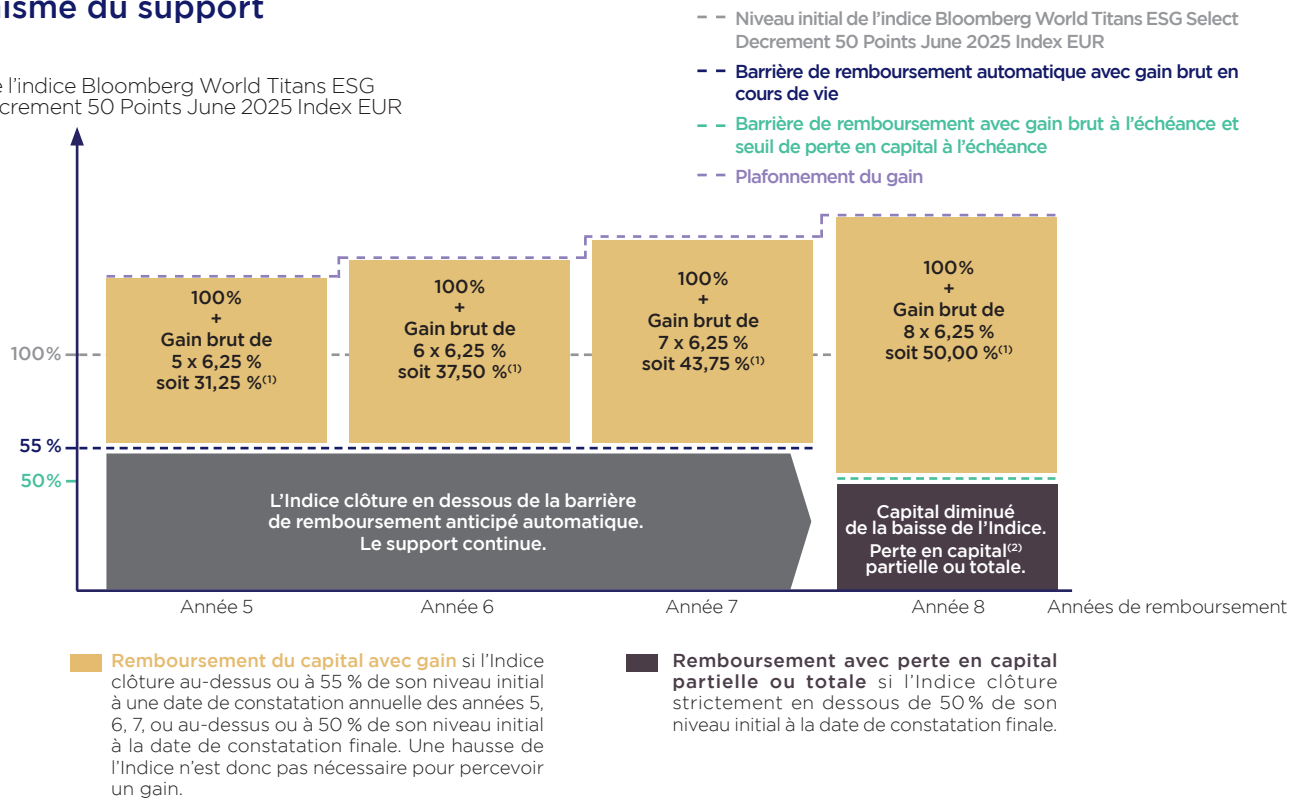 nisme du support
Niveau initial de l’indice Bloomberg World Titans ESG Select
Decrement 50 Points June 2025 Index EUR
Barrière de remboursement automatique avec gain brut en
cours de vie
Barrière de remboursement avec gain brut à l’échéance et
seuil de perte en capital à l’échéance
Plafonnement du gain
l’indice Bloomberg World Titans ESG
crement 50 Points June 2025 Index EUR
100%
55 %
50%
100%
+
Gain brut de
5 x 6,25 %
soit 31,25 %(1)
100%
+
Gain brut de
6 x 6,25 %
soit 37,50 %(1)
100%
+
Gain brut de
7 x 6,25 %
soit 43,75 %(1)
100%
+
Gain brut de
8 x 6,25 %
soit 50,00 %(1)
L’Indice clôture en dessous de la barrière
de remboursement anticipé automatique.
Le support continue.
Capital diminué
de la baisse de l’Indice.
Perte en capital(2)
partielle ou totale.
Année 5
Année 6
Année 7
Année 8
Années de remboursement
Remboursement du capital avec gain si l’Indice
clôture au-dessus ou à 55 % de son niveau initial
à une date de constatation annuelle des années 5,
6, 7, ou au-dessus ou à 50 % de son niveau initial
à la date de constatation finale. Une hausse de
l’Indice n’est donc pas nécessaire pour percevoir
un gain.
Remboursement avec perte en capital
partielle ou totale si l’Indice clôture
strictement en dessous de 50 % de son
niveau initial à la date de constatation finale.